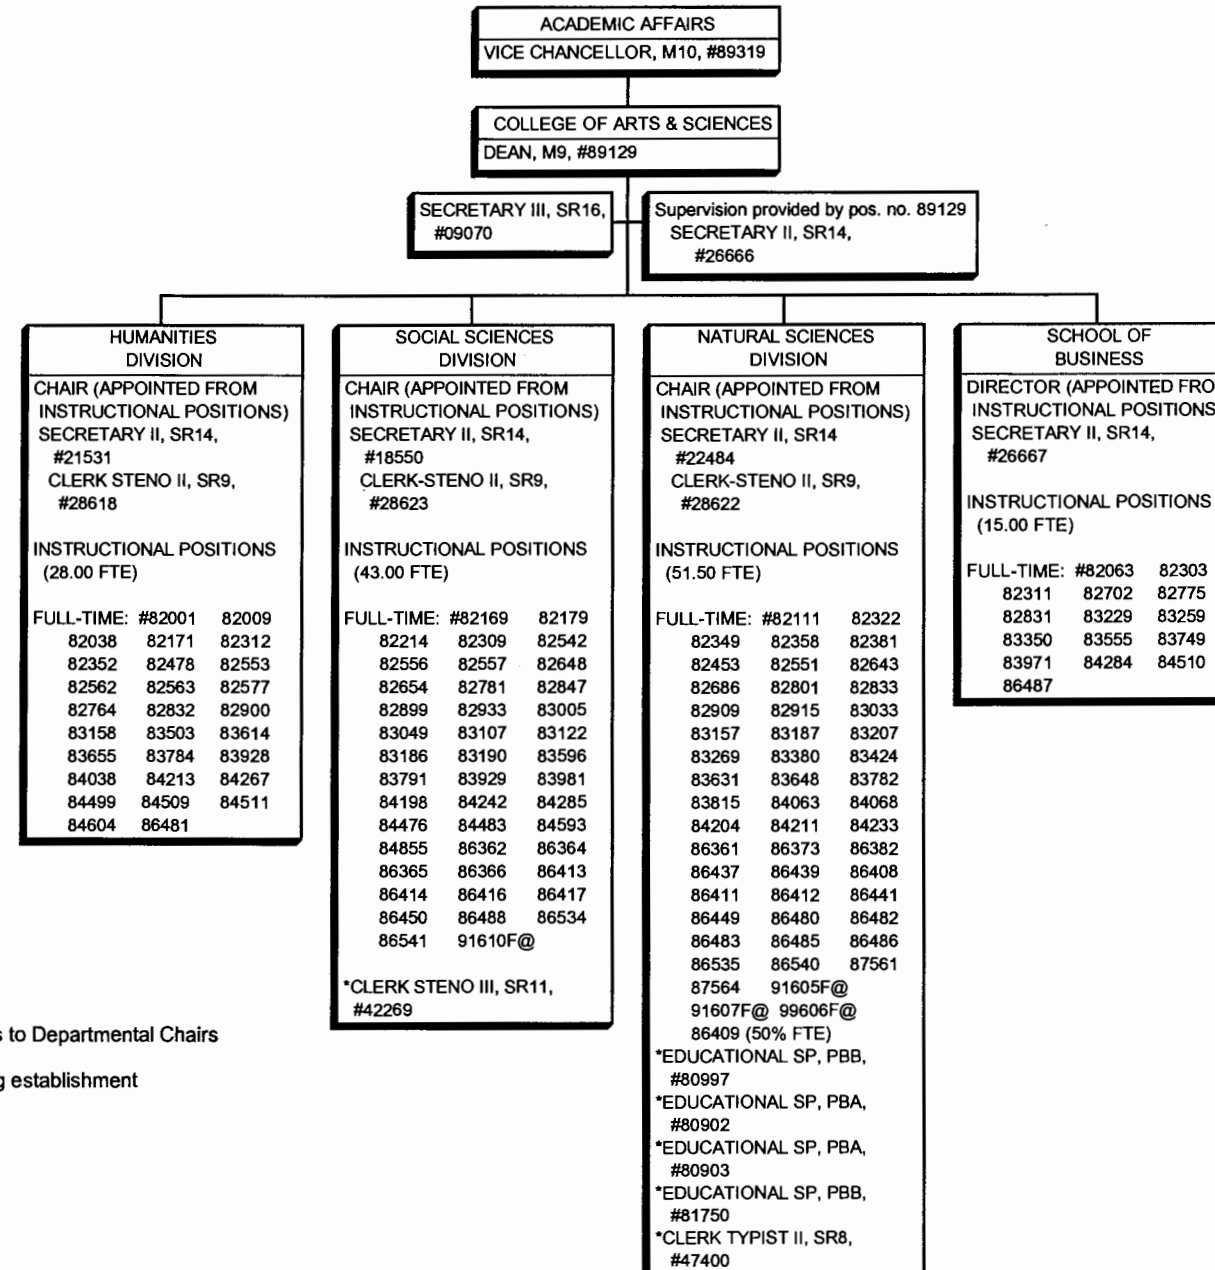 ACADEMIC AFFAIRS
VICE CHANCELLOR, M10, #89319
COLLEGE OF ARTS & SCIENCES
DEAN, M9, #89129
SECRETARY III, SR16,
#09070
Supervision provided by pos. no. 89129
SECRETARY II, SR14,
#26666
HUMANITIES
DIVISION
CHAIR (APPOINTED FROM
INSTRUCTIONAL POSITIONS)
SECRETARY II, SR14,
#21531
CLERK STENO II, SR9,
#28618
INSTRUCTIONAL POSITIONS
(28.00 FTE)
FULL-TIME: #82001 82009
82038 82171 82312
82352 82478 82553
82562 82563 82577
82764 82832 82900
83158 83503 83614
83655 83784 83928
84038 84213 84267
84499 84509 84511
84604 86481
SOCIAL SCIENCES
DIVISION
CHAIR (APPOINTED FROM
INSTRUCTIONAL POSITIONS)
SECRETARY II, SR14,
#18550
CLERK-STENO II, SR9,
#28623
INSTRUCTIONAL POSITIONS
(43.00 FTE)
FULL-TIME: #82169 82179
82214 82309 82542
82556 82557 82648
82654 82781 82847
82899 82933 83005
83049 83107 83122
83186 83190 83596
83791 83929 83981
84198 84242 84285
84476 84483 84593
84855 86362 86364
86365 86366 86413
86414 86416 86417
86450 86488 86534
86541 91610F@
*CLERK STENO III, SR11,
#42269
NATURAL SCIENCES
DIVISION
CHAIR (APPOINTED FROM
INSTRUCTIONAL POSITIONS)
SECRETARY II, SR14
#22484
CLERK-STENO II, SR9,
#28622
INSTRUCTIONAL POSITIONS
(51.50 FTE)
FULL-TIME: #82111 82322
82349 82358 82381
82453 82551 82643
82686 82801 82833
82909 82915 83033
83157 83187 83207
83269 83380 83424
83631 83648 83782
83815 84063 84068
84204 84211 84233
86361 86373 86382
86437 86439 86408
86411 86412 86441
86449 86480 86482
86483 86485 86486
86535 86540 87561
87564 91605F@
91607F@ 99606F@
86409 (50% FTE)
*EDUCATIONAL SP, PBB,
#80997
*EDUCATIONAL SP, PBA,
#80902
*EDUCATIONAL SP, PBA,
#80903
*EDUCATIONAL SP, PBB,
#81750
*CLERK TYPIST II, SR8,
#47400
SCHOOL OF
BUSINESS
DIRECTOR (APPOINTED FRO
INSTRUCTIONAL POSITIONS
SECRETARY II, SR14,
#26667
INSTRUCTIONAL POSITIONS
(15.00 FTE)
FULL-TIME: #82063 82303
82311 82702 82775
82831 83229 83259
83350 83555 83749
83971 84284 84510
86487
s to Departmental Chairs
g establishment